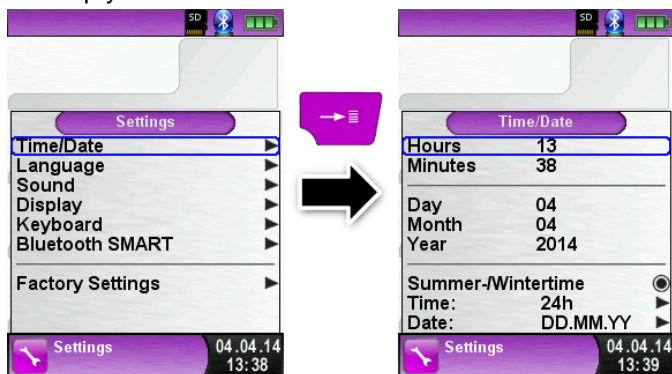 SD
Settings
Time/Date
Language
Sound
Display
Keyboard
Bluetooth SMART
Factory Settings
Settings
04.04.14
13:38
SD
Time/Date
Hours 13
Minutes 38
Day 04
Month 04
Year 2014
Summer-/Wintertime
Time: 24h
Date: DD.MM.YY
Settings
04.04.14
13:39